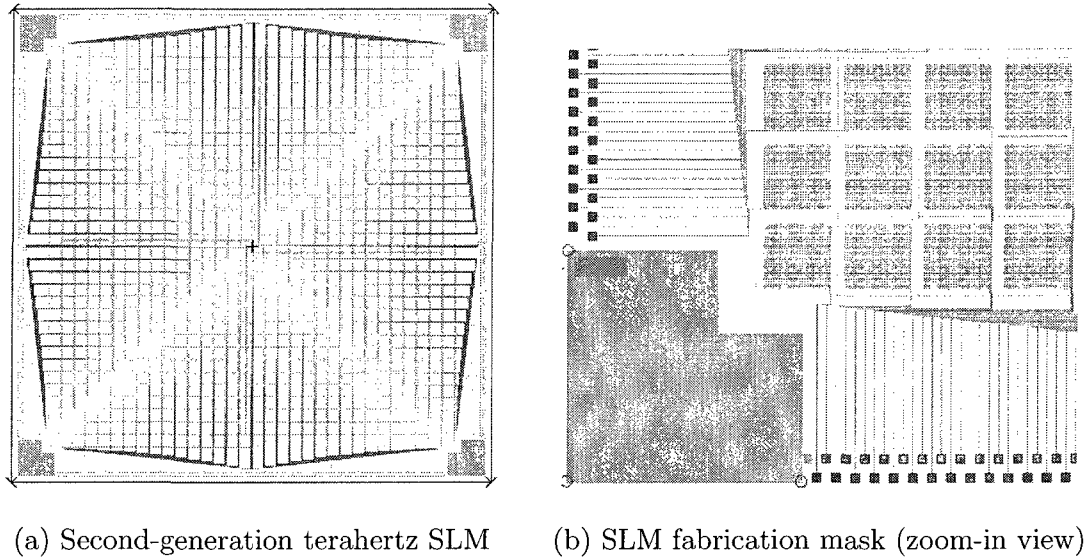 (a) Second-generation terahertz SLM
(b) SLM fabrication mask (zoom-in view)